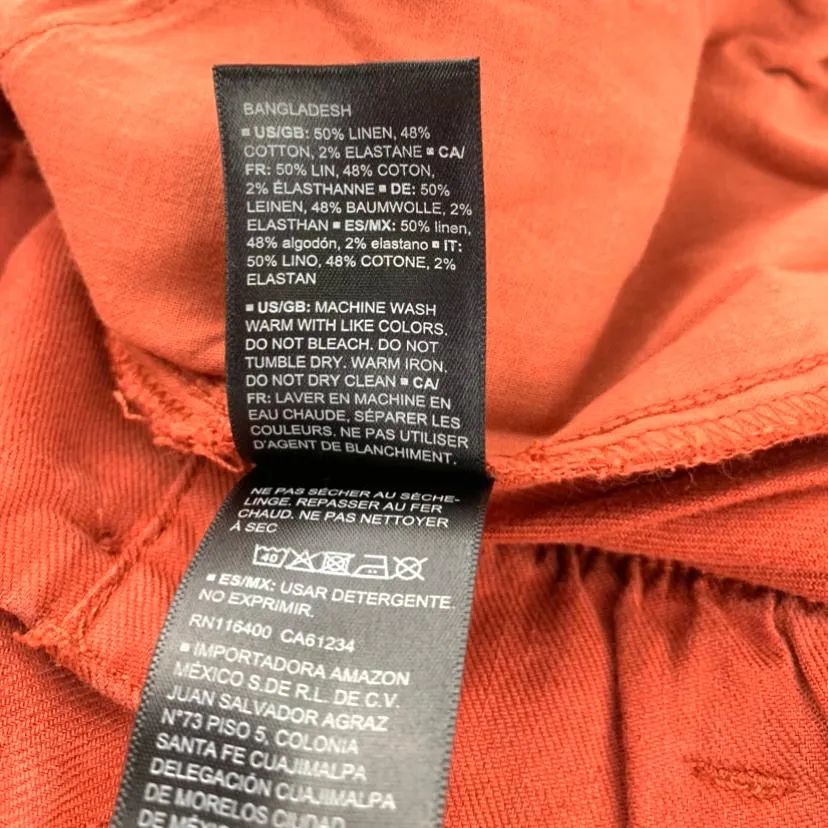 BANGLADESH
▪ US/GB: 50% LINEN, 48%
COTTON, 2% ELASTANE ▪ CA/
FR: 50% LIN, 48% COTON,
2% ÉLASTHANNE ▪ DE: 50%
LEINEN, 48% BAUMWOLLE, 2%
ELASTHAN ▪ ES/MX: 50% linen,
48% algodón, 2% elastano ▪ IT:
50% LINO, 48% COTONE, 2%
ELASTAN
▪ US/GB: MACHINE WASH
WARM WITH LIKE COLORS.
DO NOT BLEACH. DO NOT
TUMBLE DRY. WARM IRON.
DO NOT DRY CLEAN ▪ CA/
FR: LAVER EN MACHINE EN
EAU CHAUDE, SÉPARER LES
COULEURS. NE PAS UTILISER
D'AGENT DE BLANCHIMENT.
NE PAS SÉCHER AU SÈCHE-
LINGE. REPASSER AU FER
CHAUD. NE PAS NETTOYER
À SEC
40
▪ ES/MX: USAR DETERGENTE.
NO EXPRIMIR.
RN116400 CA61234
▪ IMPORTADORA AMAZON
MÉXICO S.DE R.L. DE C.V.
JUAN SALVADOR AGRAZ
N°73 PISO 5, COLONIA
SANTA FE CUAJIMALPA
DELEGACIÓN CUAJIMALPA
DE MORELOS CIUDAD
DE MÉXICO